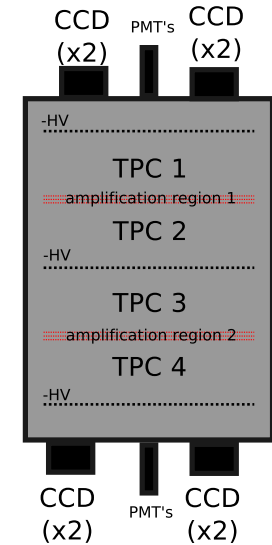 CCD
(x2)
PMT's
CCD
(x2)
-HV
TPC 1
amplification region 1
TPC 2
-HV
TPC 3
amplification region 2
TPC 4
-HV
CCD
(x2)
PMT's
CCD
(x2)